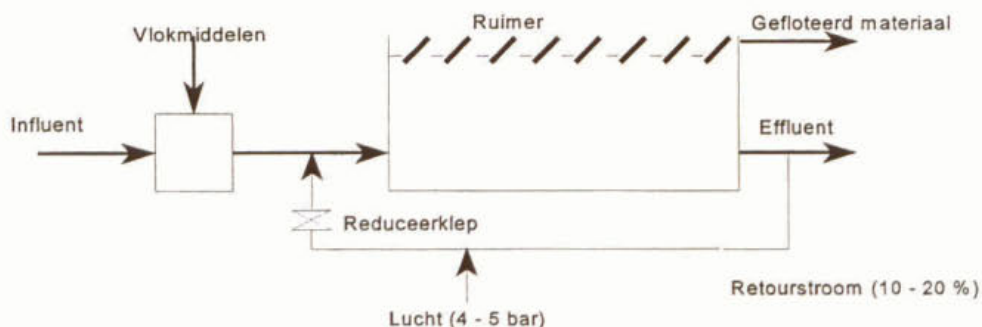 Ruimer
Gefloteerd materiaal
Vlokmiddelen
Influent
Effluent
Reduceerklep
Retourstroom (10 - 20 %)
Lucht (4 - 5 bar)